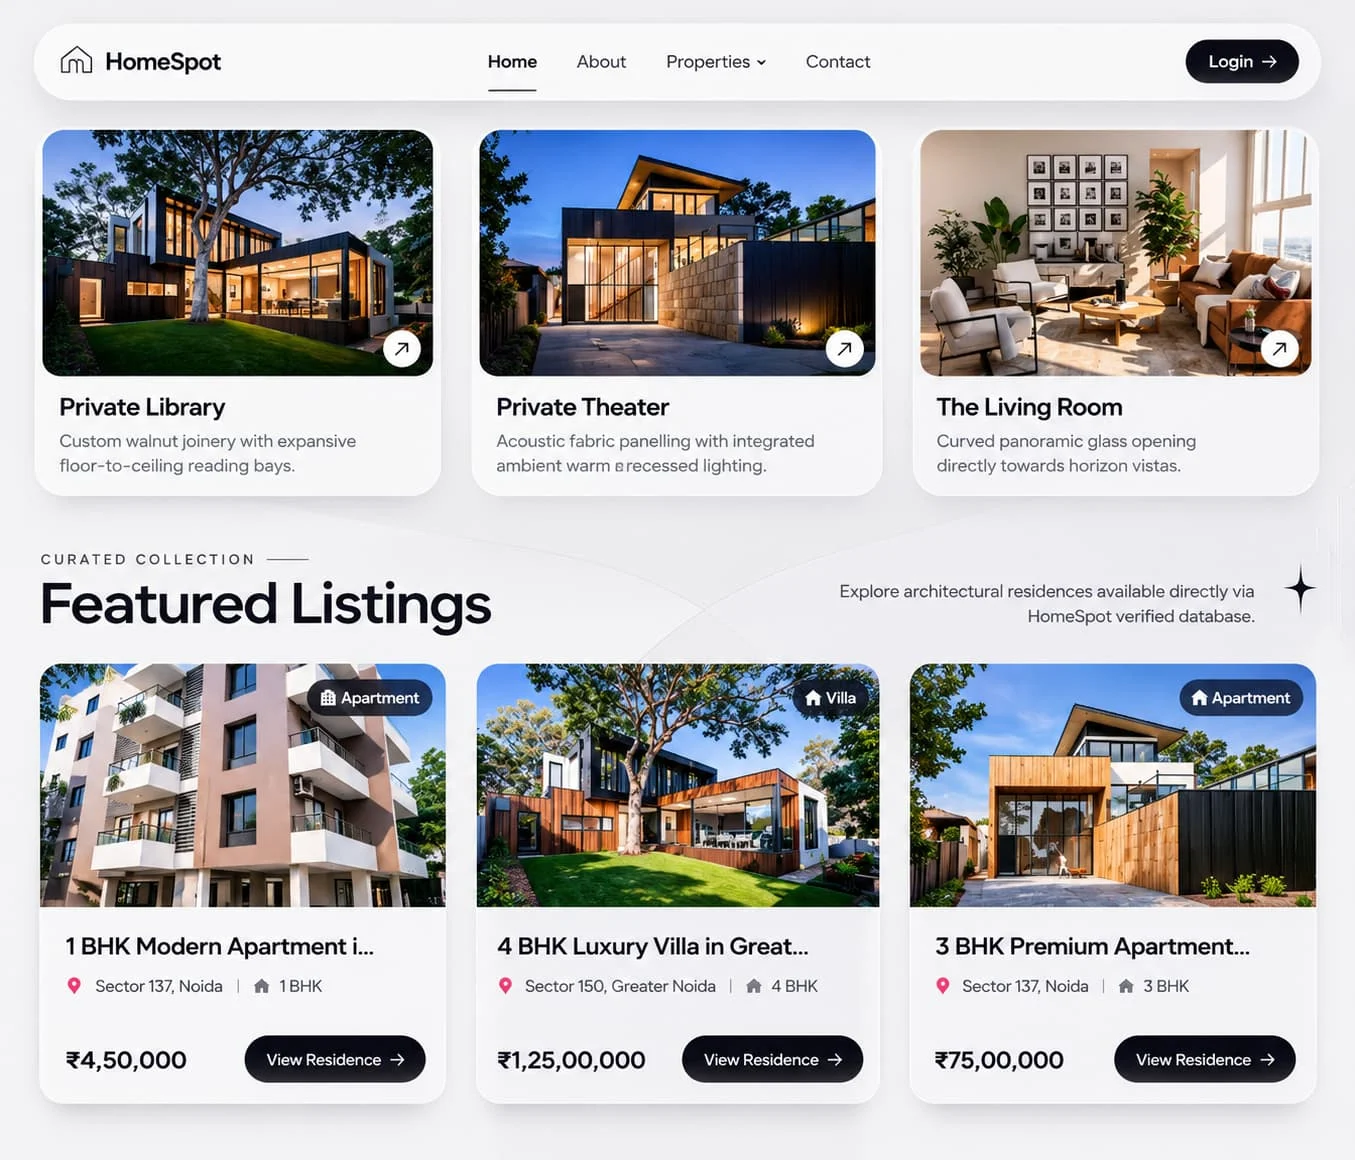 HomeSpot
Home
About
Properties
Contact
Login →
Private Library
Custom walnut joinery with expansive
floor-to-ceiling reading bays.
Private Theater
Acoustic fabric panelling with integrated
ambient warm recessed lighting.
The Living Room
Curved panoramic glass opening
directly towards horizon vistas.
CURATED COLLECTION
Featured Listings
Explore architectural residences available directly via
HomeSpot verified database.
Apartment
1 BHK Modern Apartment i...
Sector 137, Noida | 1 BHK
₹4,50,000
View Residence →
Villa
4 BHK Luxury Villa in Great...
Sector 150, Greater Noida | 4 BHK
₹1,25,00,000
View Residence →
Apartment
3 BHK Premium Apartment...
Sector 137, Noida | 3 BHK
₹75,00,000
View Residence →